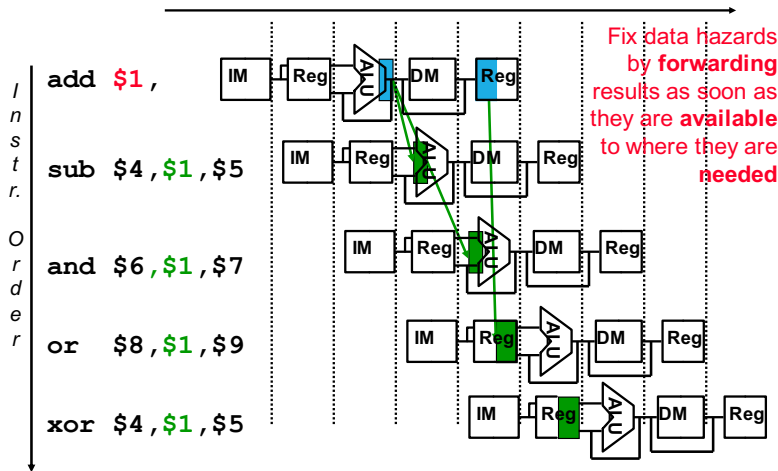 Fix data hazards
by forwarding
results as soon as
they are available
to where they are
needed
Instr. Order
add $1,
IM Reg ALU DM Reg
sub $4,$1,$5
IM Reg ALU DM Reg
and $6,$1,$7
IM Reg ALU DM Reg
or $8,$1,$9
IM Reg ALU DM Reg
xor $4,$1,$5
IM Reg ALU DM Reg